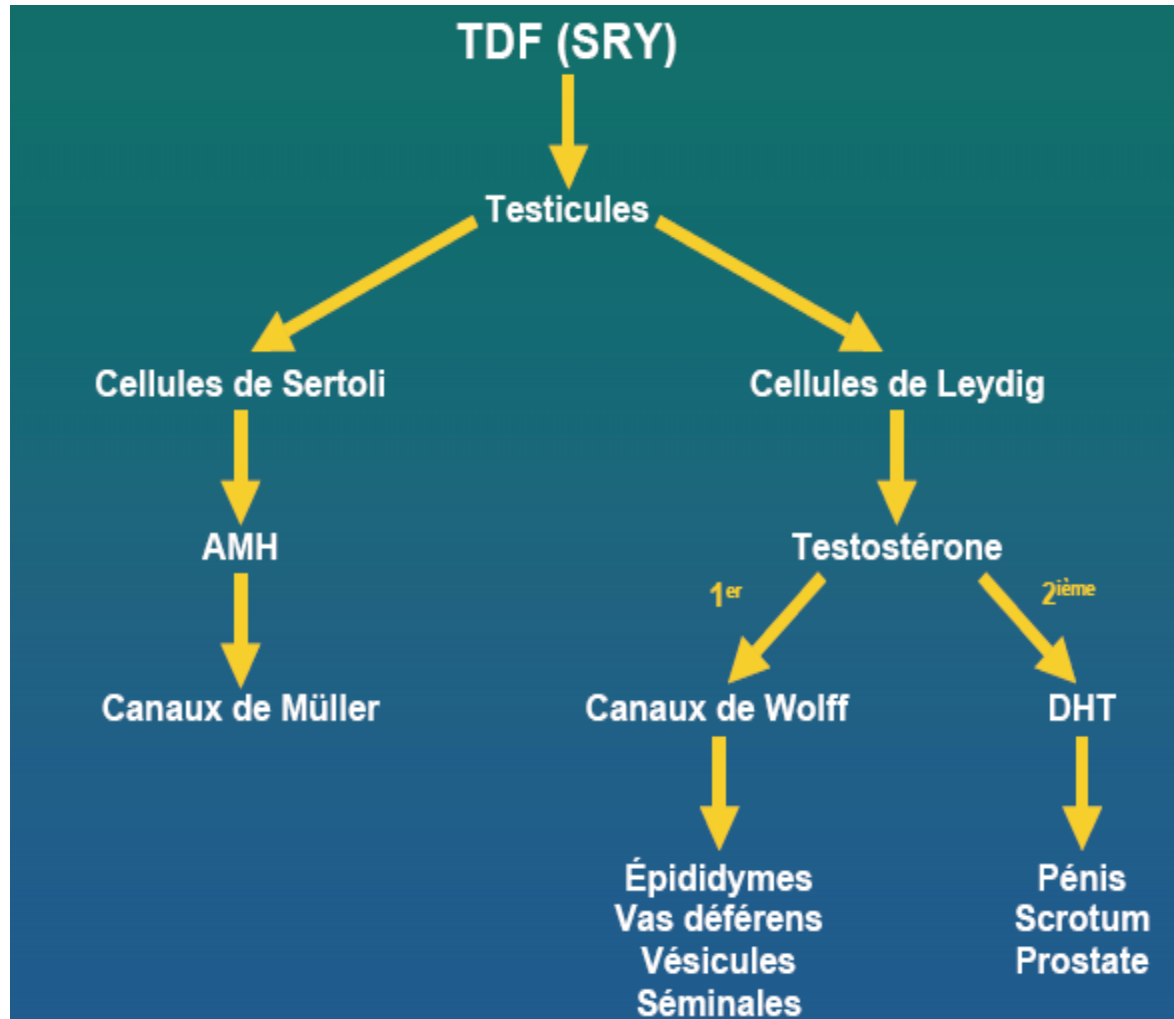 TDF (SRY)
Testicules
Cellules de Sertoli
Cellules de Leydig
AMH
Testostérone
1er
2ième
Canaux de Müller
Canaux de Wolff
DHT
Épididymes
Vas déférens
Vésicules
Séminales
Pénis
Scrotum
Prostate